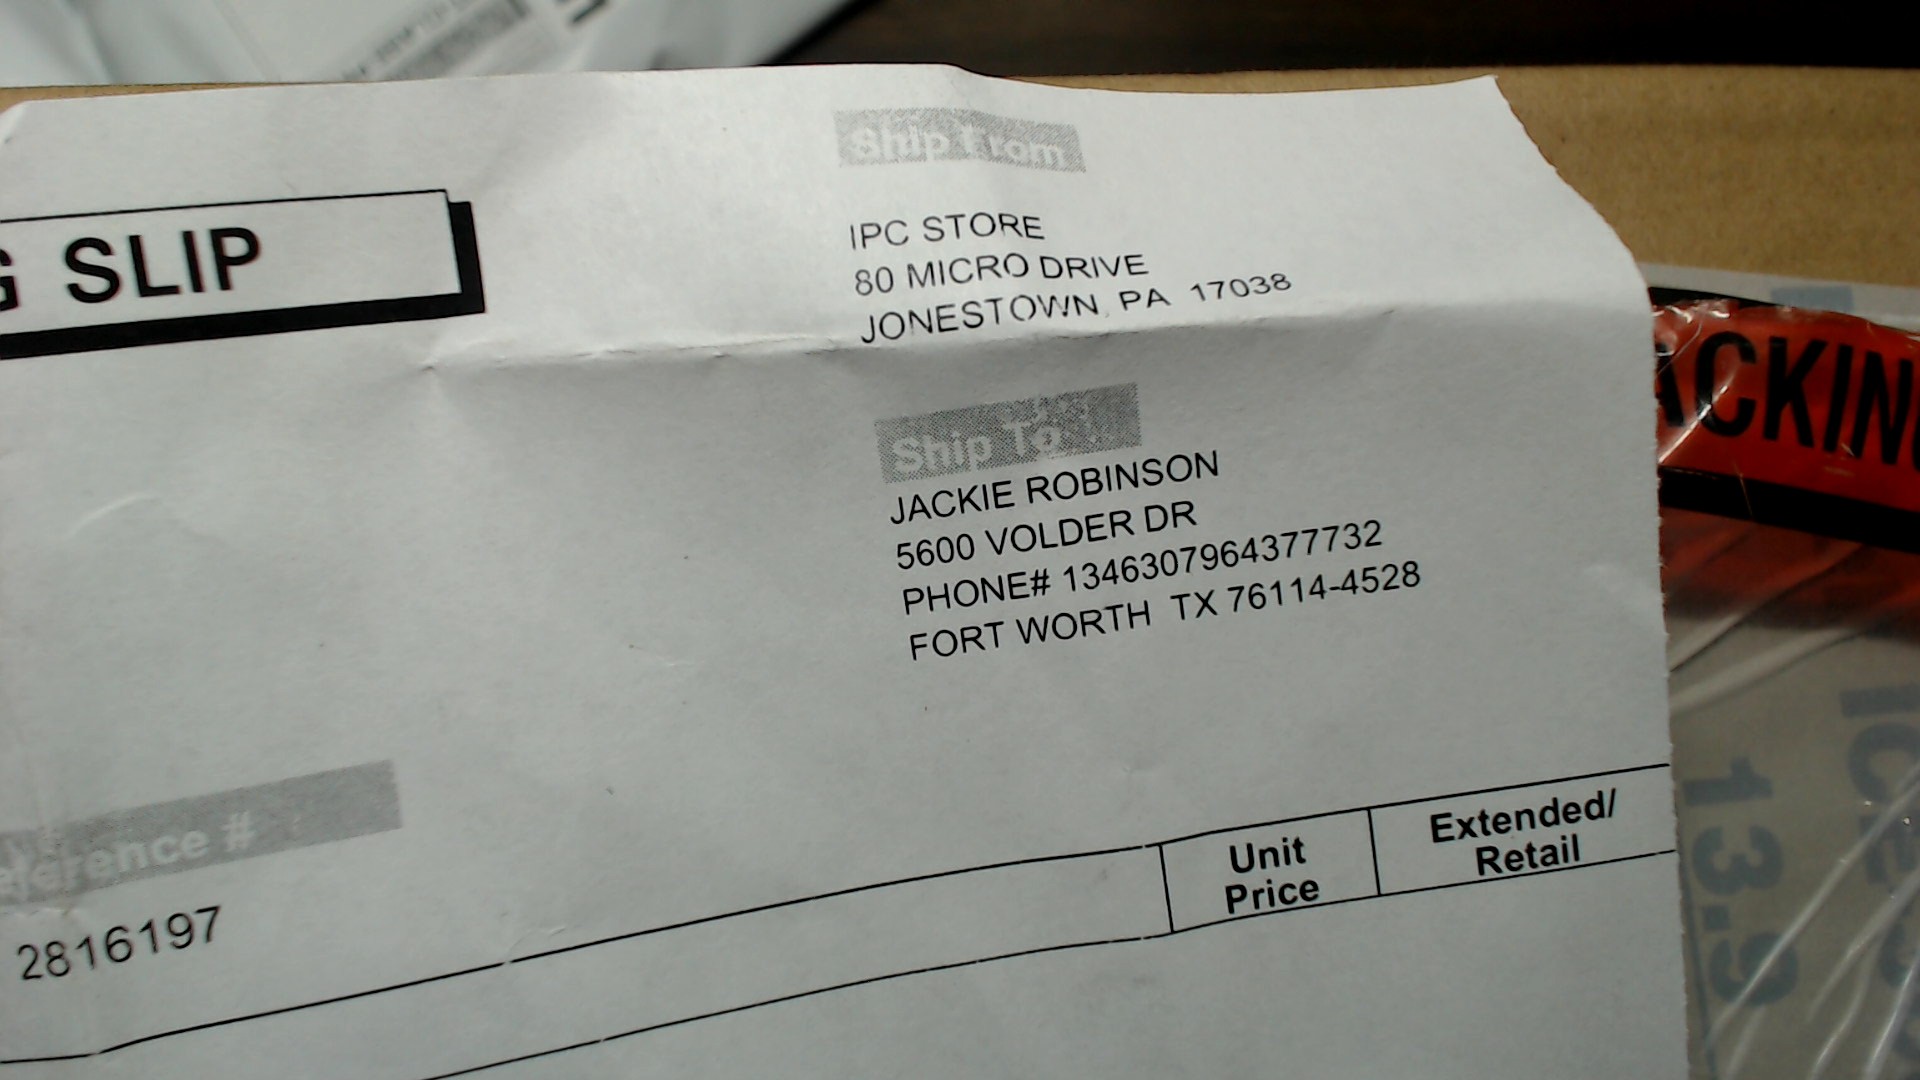 Ship From
G SLIP
IPC STORE
80 MICRO DRIVE
JONESTOWN, PA 17038
Ship To
JACKIE ROBINSON
5600 VOLDER DR
PHONE# 1346307964377732
FORT WORTH TX 76114-4528
ACKING
eference #
2816197
Unit
Price
Extended/
Retail
13.9